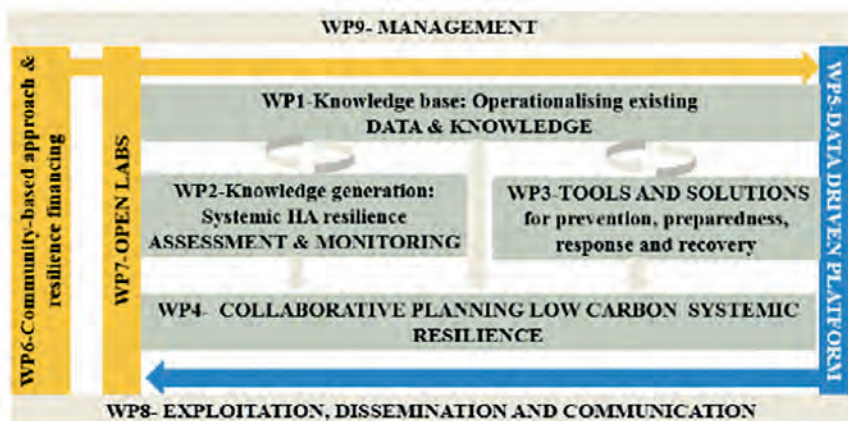 WP9- MANAGEMENT
WP6-Community-based approach &
resilience financing
WP7-OPEN LABS
WP1-Knowledge base: Operationalising existing
DATA & KNOWLEDGE
WP2-Knowledge generation:
Systemic HA resilience
ASSESSMENT & MONITORING
WP3-TOOLS AND SOLUTIONS
for prevention, preparedness,
response and recovery
WP4- COLLABORATIVE PLANNING LOW CARBON SYSTEMIC
RESILIENCE
WP5-DATA DRIVEN PLATFORM
WP8- EXPLOITATION, DISSEMINATION AND COMMUNICATION